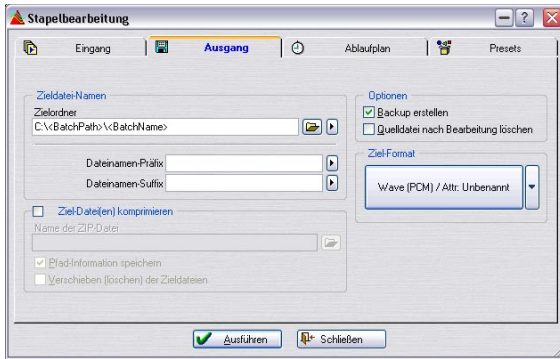 Stapelbearbeitung
Eingang
Ausgang
Ablaufplan
Presets
Zieldatei-Namen
Zielordner
C:\<BatchPath>\<BatchName>
Dateinamen-Präfix
Dateinamen-Suffix
Ziel-Datei(en) komprimieren
Name der ZIP-Datei
Pfad-Information speichern
Verschieben (löschen) der Zieldateien
Optionen
Backup erstellen
Quelldatei nach Bearbeitung löschen
Ziel-Format
Wave (PCM) / Attr: Unbenannt
Ausführen
Schließen